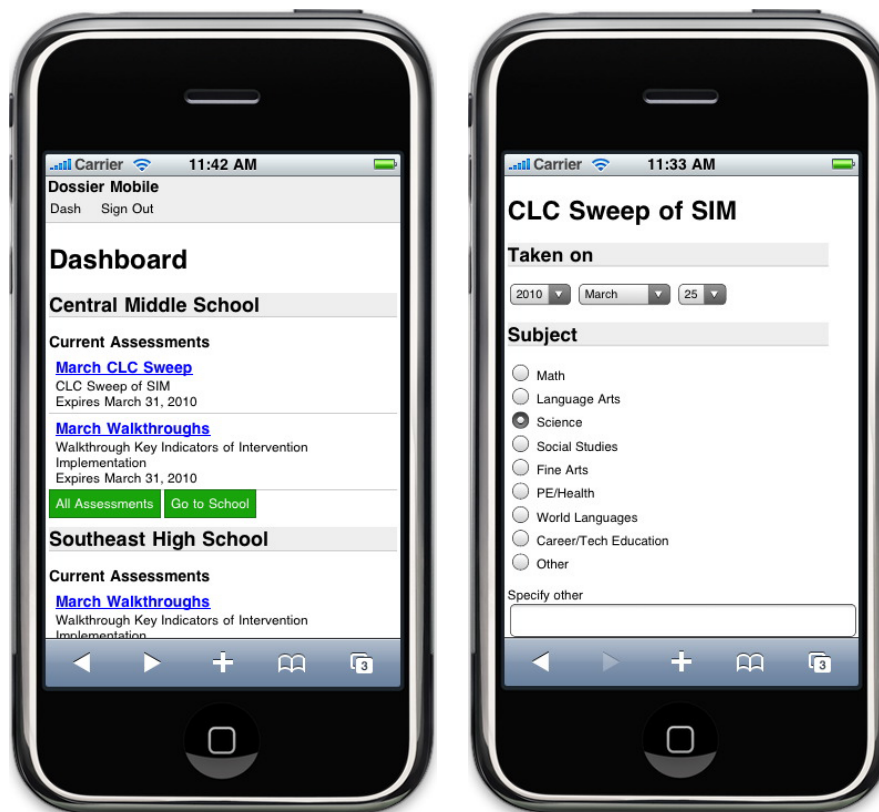 Carrier
11:42 AM
Dossier Mobile
Dash Sign Out
Dashboard
Central Middle School
Current Assessments
March CLC Sweep
CLC Sweep of SIM
Expires March 31, 2010
March Walkthroughs
Walkthrough Key Indicators of Intervention
Implementation
Expires March 31, 2010
All Assessments Go to School
Southeast High School
Current Assessments
March Walkthroughs
Walkthrough Key Indicators of Intervention
Implementation
3
Carrier
11:33 AM
CLC Sweep of SIM
Taken on
2010 March 25
Subject
Math
Language Arts
Science
Social Studies
Fine Arts
PE/Health
World Languages
Career/Tech Education
Other
Specify other
3